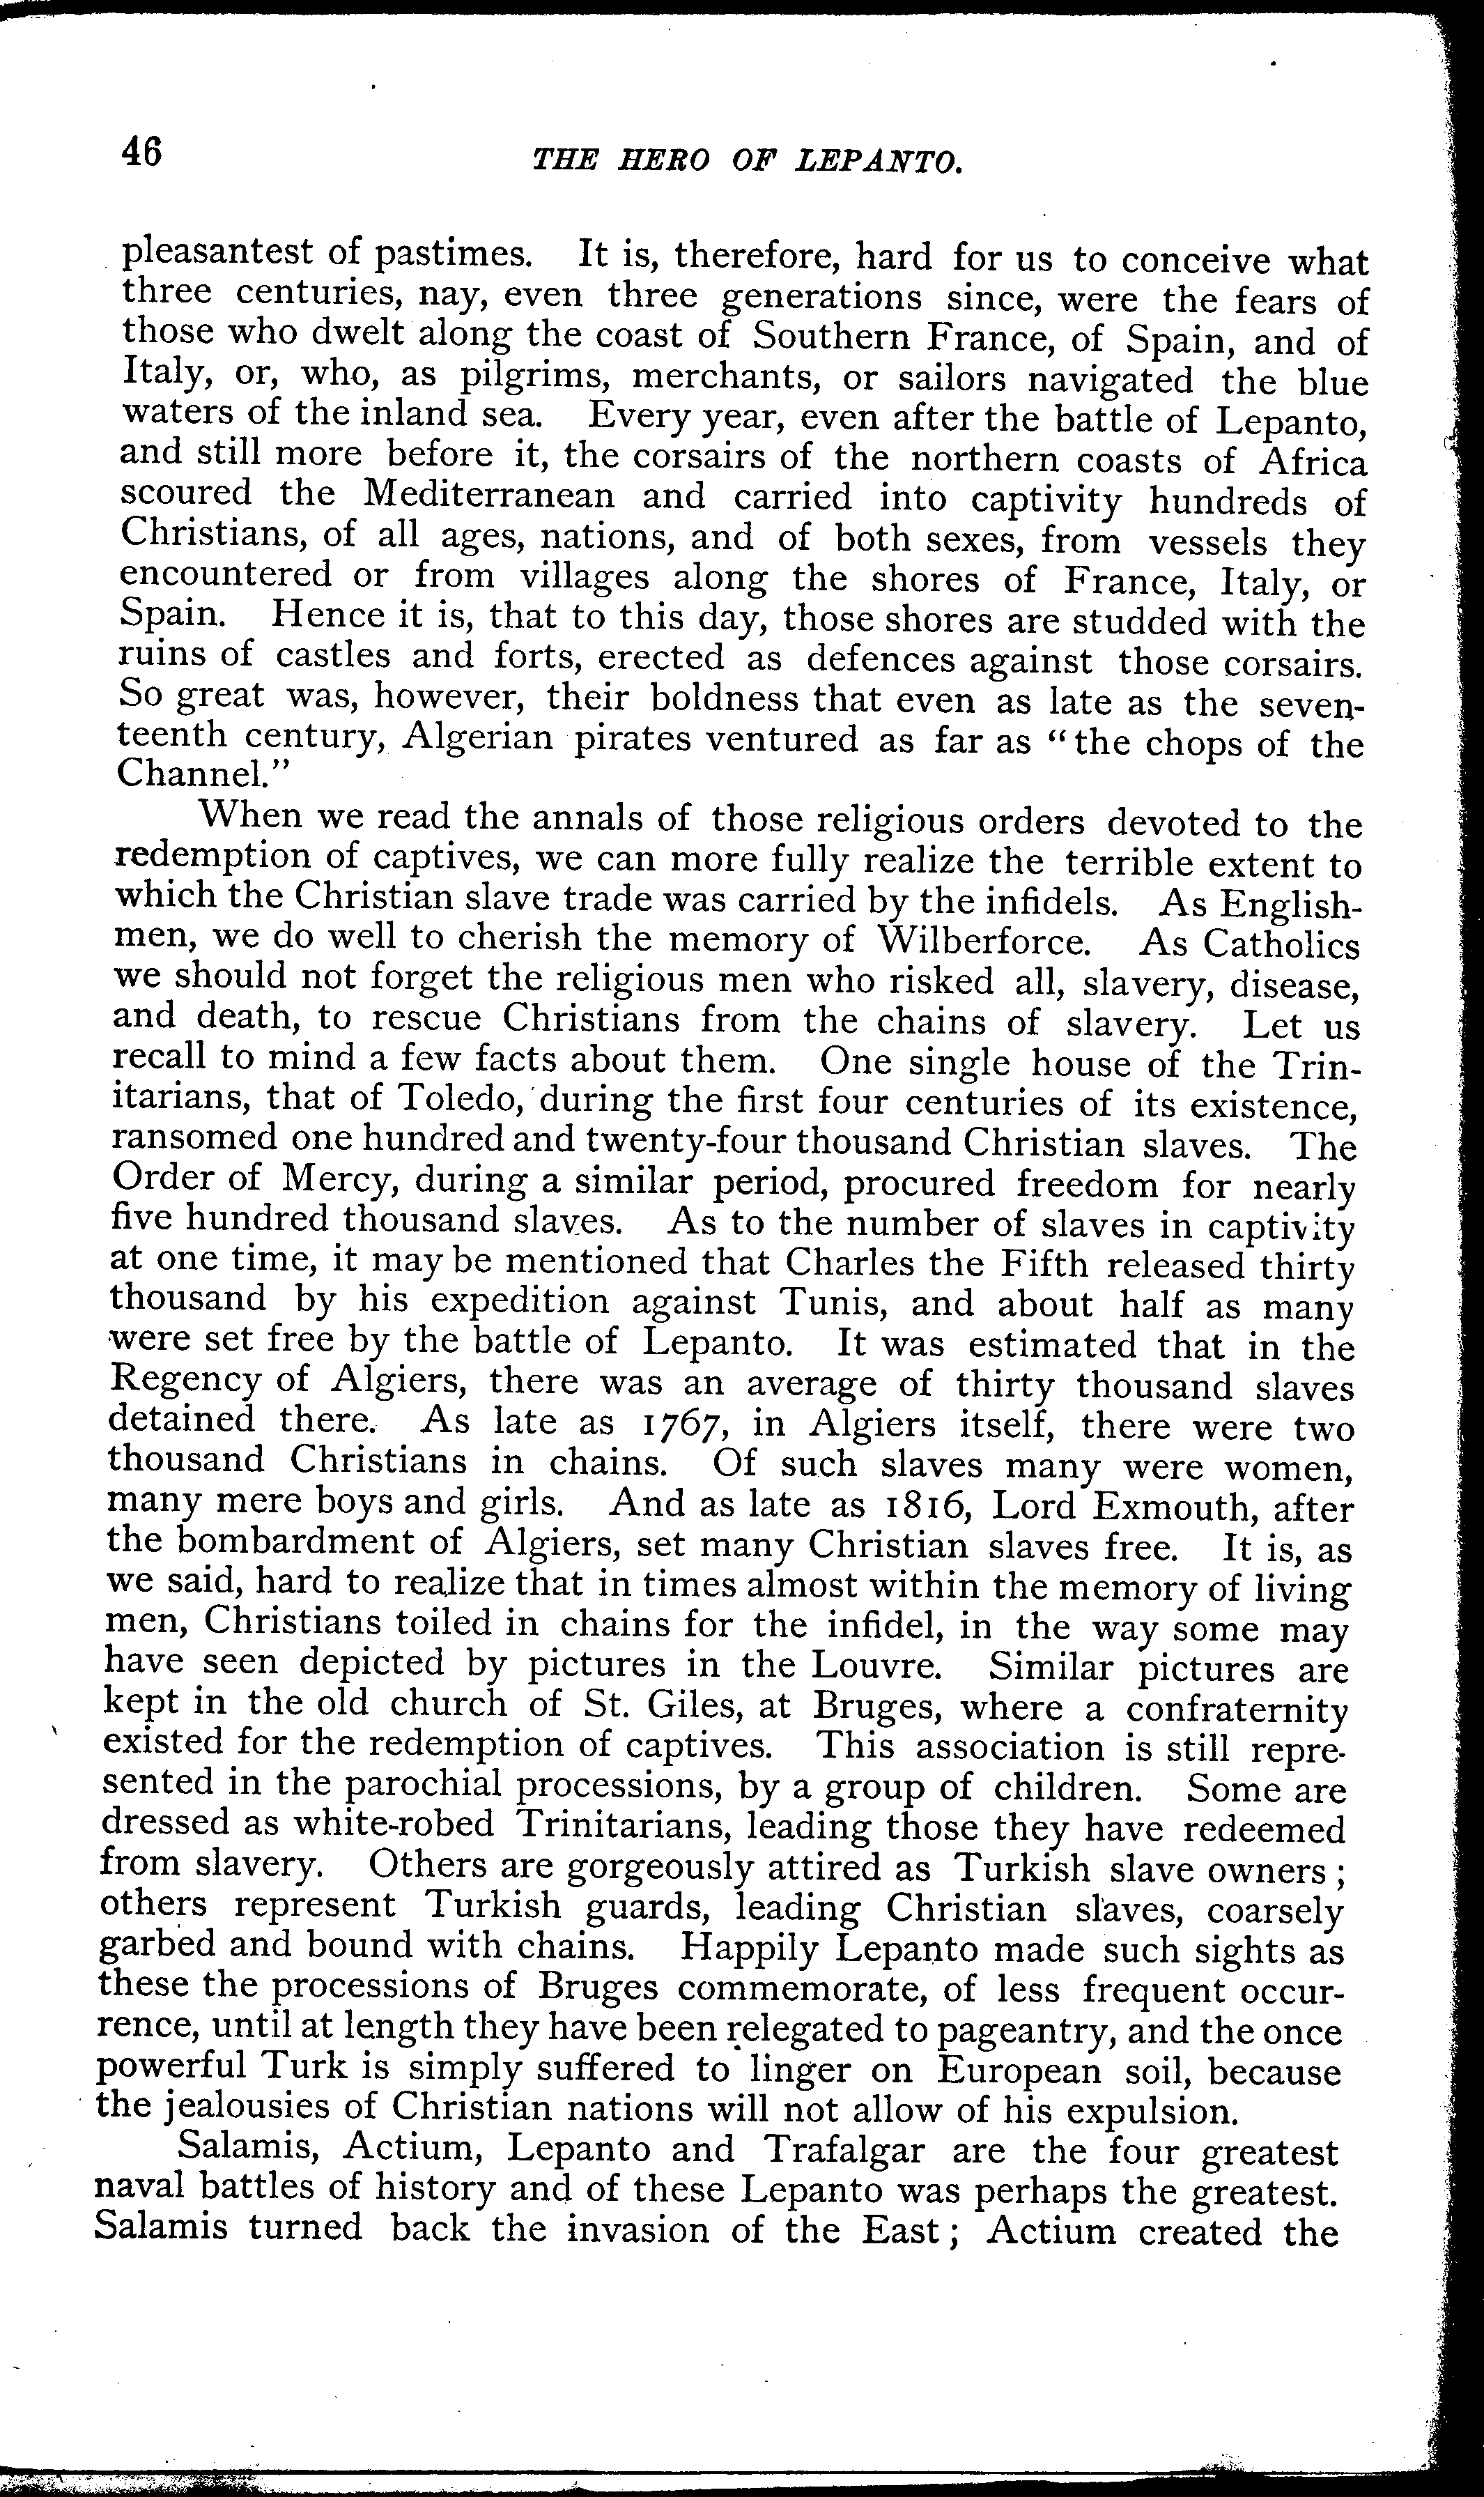 46
THE HERO OF LEPANTO.
pleasantest of pastimes. It is, therefore, hard for us to conceive what
three centuries, nay, even three generations since, were the fears of
those who dwelt along the coast of Southern France, of Spain, and of
Italy, or, who, as pilgrims, merchants, or sailors navigated the blue
waters of the inland sea. Every year, even after the battle of Lepanto,
and still more before it, the corsairs of the northern coasts of Africa
scoured the Mediterranean and carried into captivity hundreds of
Christians, of all ages, nations, and of both sexes, from vessels they
encountered or from villages along the shores of France, Italy, or
Spain. Hence it is, that to this day, those shores are studded with the
ruins of castles and forts, erected as defences against those corsairs.
So great was, however, their boldness that even as late as the seven-
teenth century, Algerian pirates ventured as far as "the chops of the
Channel."
When we read the annals of those religious orders devoted to the
redemption of captives, we can more fully realize the terrible extent to
which the Christian slave trade was carried by the infidels. As English-
men, we do well to cherish the memory of Wilberforce. As Catholics
we should not forget the religious men who risked all, slavery, disease,
and death, to rescue Christians from the chains of slavery. Let us
recall to mind a few facts about them. One single house of the Trin-
itarians, that of Toledo, during the first four centuries of its existence,
ransomed one hundred and twenty-four thousand Christian slaves. The
Order of Mercy, during a similar period, procured freedom for nearly
five hundred thousand slaves. As to the number of slaves in captivity
at one time, it may be mentioned that Charles the Fifth released thirty
thousand by his expedition against Tunis, and about half as many
were set free by the battle of Lepanto. It was estimated that in the
Regency of Algiers, there was an average of thirty thousand slaves
detained there. As late as 1767, in Algiers itself, there were two
thousand Christians in chains. Of such slaves many were women,
many mere boys and girls. And as late as 1816, Lord Exmouth, after
the bombardment of Algiers, set many Christian slaves free. It is, as
we said, hard to realize that in times almost within the memory of living
men, Christians toiled in chains for the infidel, in the way some may
have seen depicted by pictures in the Louvre. Similar pictures are
kept in the old church of St. Giles, at Bruges, where a confraternity
existed for the redemption of captives. This association is still repre-
sented in the parochial processions, by a group of children. Some are
dressed as white-robed Trinitarians, leading those they have redeemed
from slavery. Others are gorgeously attired as Turkish slave owners;
others represent Turkish guards, leading Christian slaves, coarsely
garbed and bound with chains. Happily Lepanto made such sights as
these the processions of Bruges commemorate, of less frequent occur-
rence, until at length they have been relegated to pageantry, and the once
powerful Turk is simply suffered to linger on European soil, because
the jealousies of Christian nations will not allow of his expulsion.
Salamis, Actium, Lepanto and Trafalgar are the four greatest
naval battles of history and of these Lepanto was perhaps the greatest.
Salamis turned back the invasion of the East; Actium created the